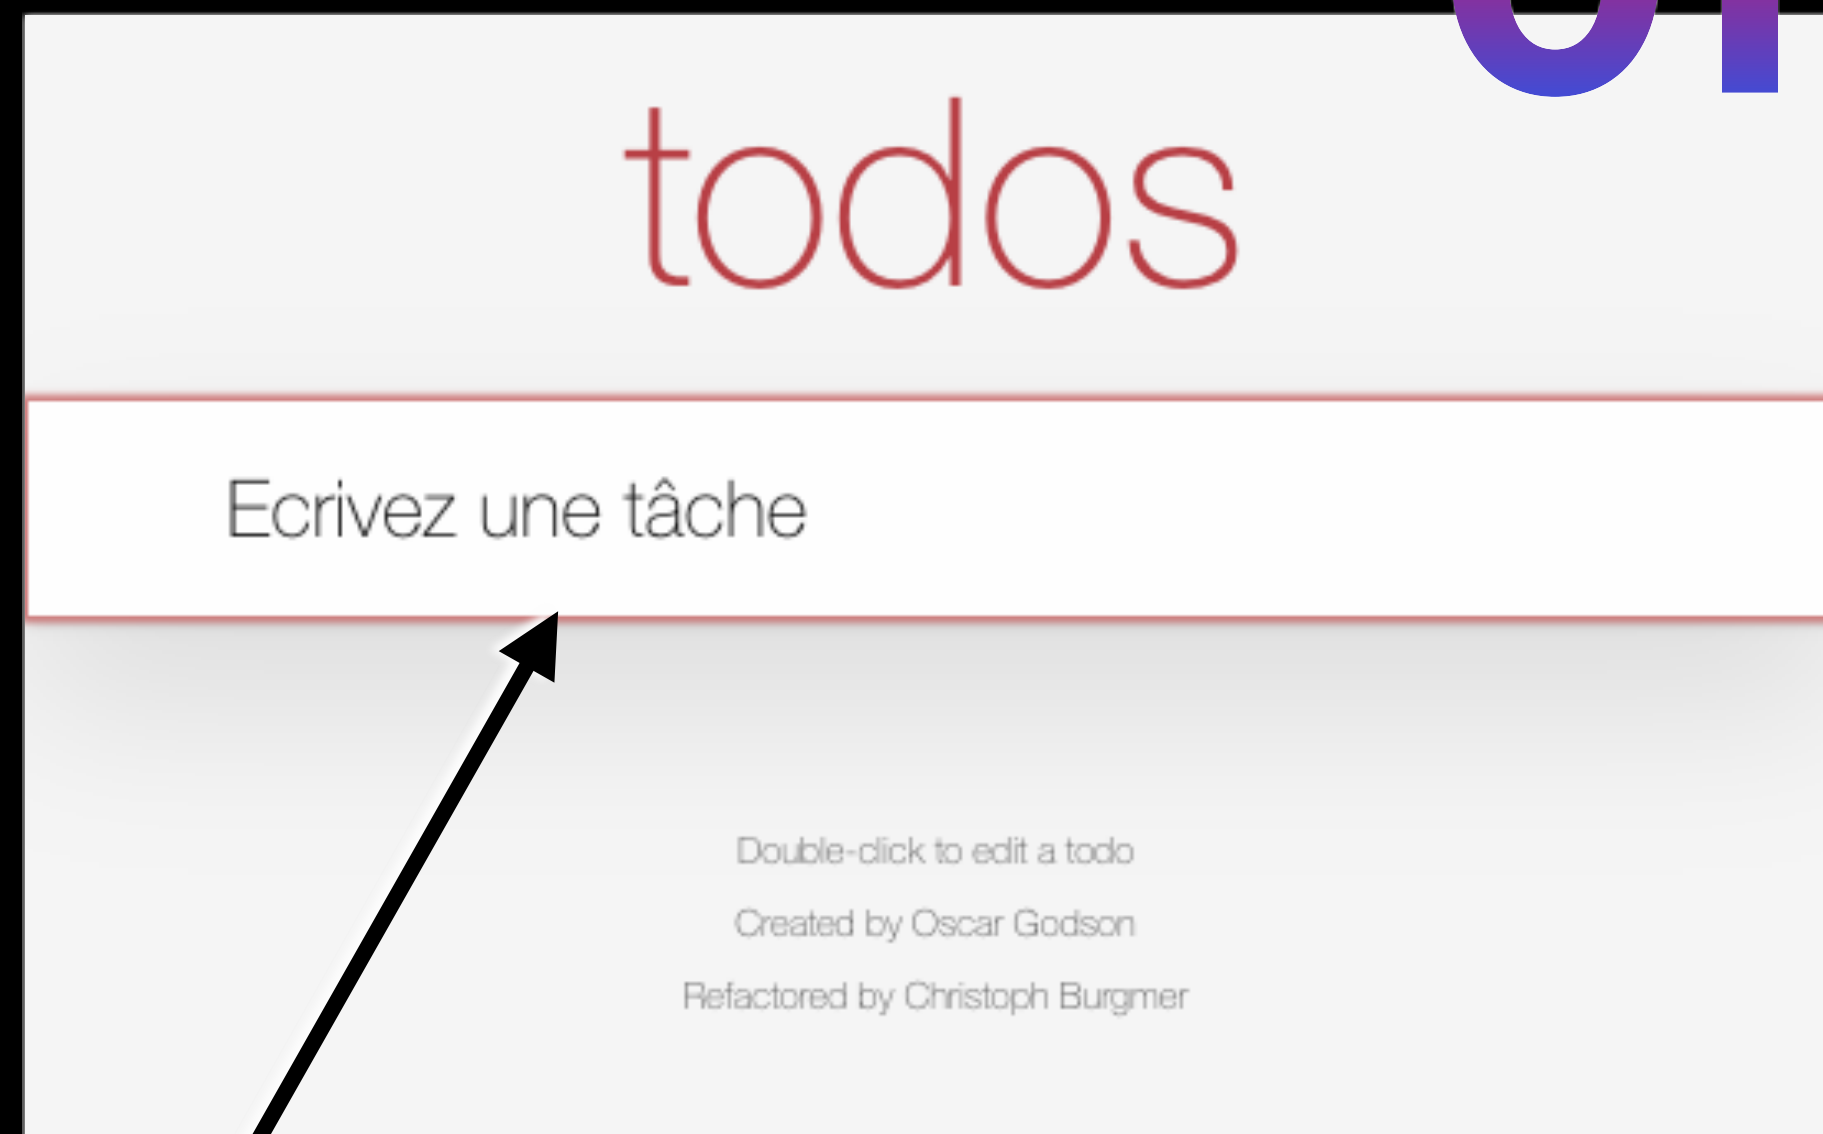 todos
Ecrivez une tâche
Double-click to edit a todo
Created by Oscar Godson
Refactored by Christoph Burgmer